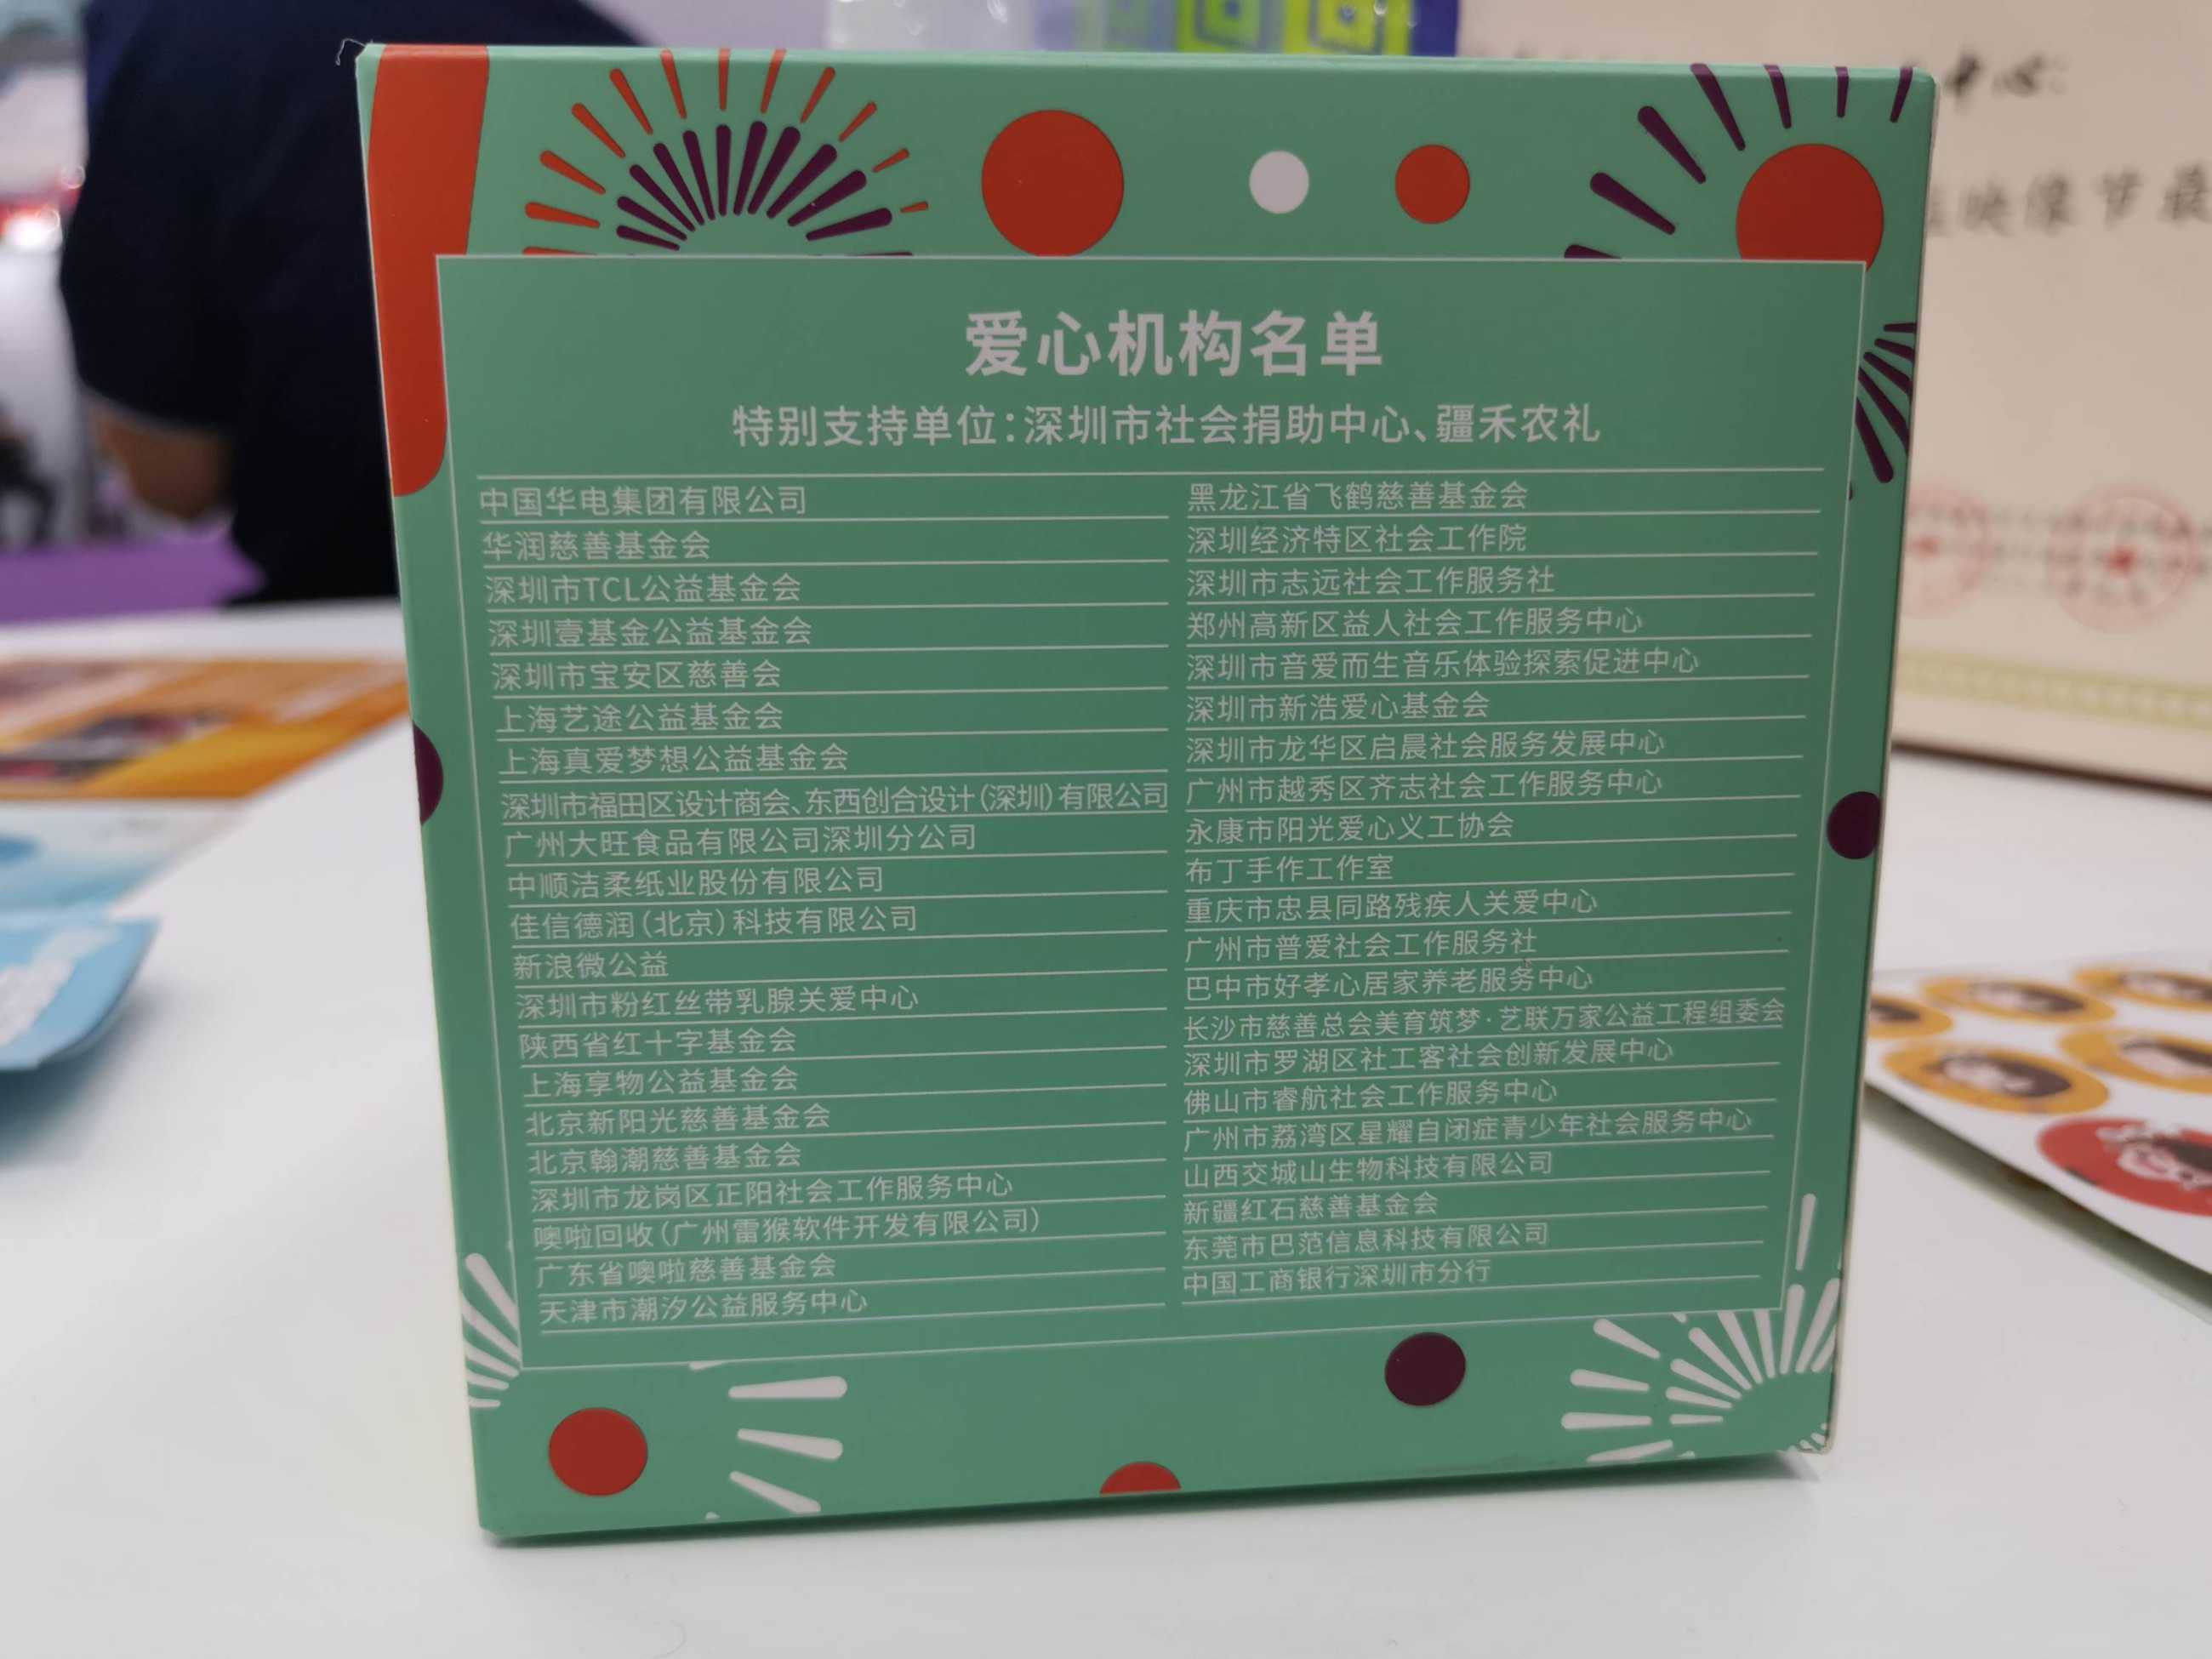 爱心机构名单
特别支持单位:深圳市社会捐助中心、疆禾农礼
中国华电集团有限公司
华润慈善基金会
深圳市TCL公益基金会
深圳壹基金公益基金会
深圳市宝安区慈善会
上海艺途公益基金会
上海真爱梦想公益基金会
深圳市福田区设计商会、东西创合设计(深圳)有限公司
广州大旺食品有限公司深圳分公司
中顺洁柔纸业股份有限公司
佳信德润(北京)科技有限公司
新浪微公益
深圳市粉红丝带乳腺关爱中心
陕西省红十字基金会
上海享物公益基金会
北京新阳光慈善基金会
北京翰潮慈善基金会
深圳市龙岗区正阳社会工作服务中心
噢啦回收(广州雷猴软件开发有限公司)
广东省噢啦慈善基金会
天津市潮汐公益服务中心
黑龙江省飞鹤慈善基金会
深圳经济特区社会工作院
深圳市志远社会工作服务社
郑州高新区益人社会工作服务中心
深圳市音爱而生音乐体验探索促进中心
深圳市新浩爱心基金会
深圳市龙华区启晨社会服务发展中心
广州市越秀区齐志社会工作服务中心
永康市阳光爱心义工协会
布丁手作工作室
重庆市忠县同路残疾人关爱中心
广州市普爱社会工作服务社
巴中市好孝心居家养老服务中心
长沙市慈善总会美育筑梦·艺联万家公益工程组委会
深圳市罗湖区社工客社会创新发展中心
佛山市睿航社会工作服务中心
广州市荔湾区星耀自闭症青少年社会服务中心
山西交城山生物科技有限公司
新疆红石慈善基金会
东莞市巴范信息科技有限公司
中国工商银行深圳市分行
中心:
映像节最